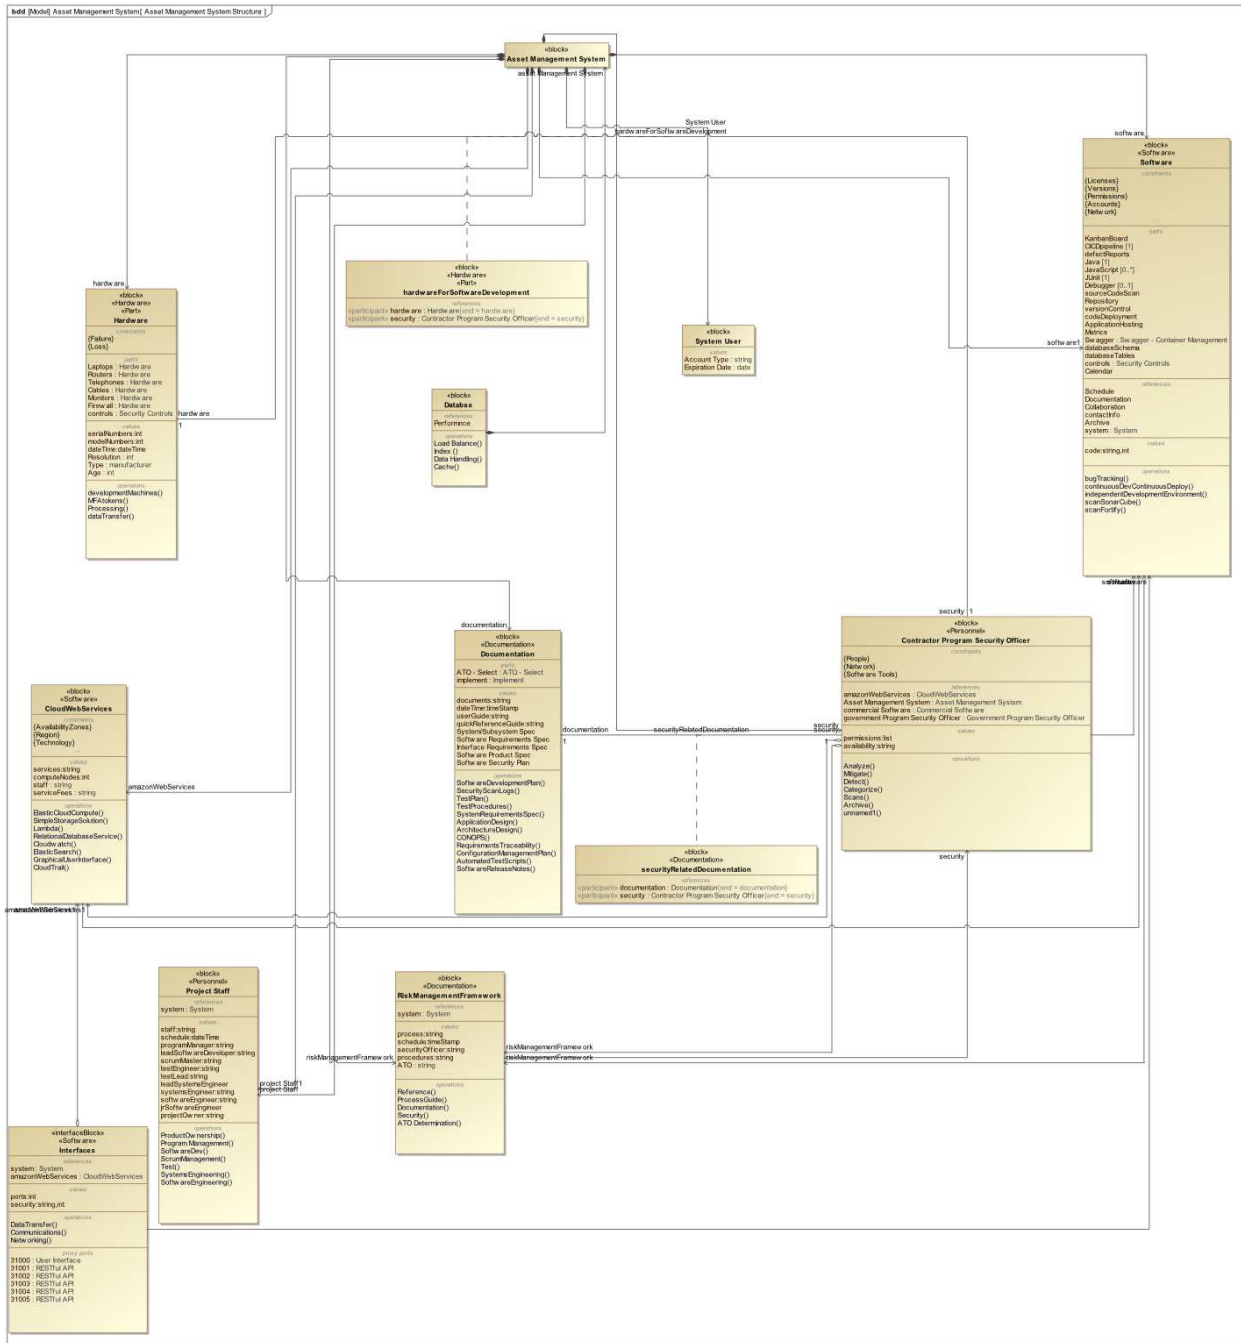 bdd [Model] Asset Management System[ Asset Management System Structure ]
«block»
Asset Management System
asset Management System
System User
hardwareForSoftwareDevelopment
software
«block»
«Software»
Software
constraints
{Licenses}
{Versions}
{Permissions}
{Accounts}
{Network}
parts
KanbanBoard
CICDpipeline [1]
defectReports
Java [1]
JavaScript [0..*]
JUnit [1]
Debugger [0..1]
sourceCodeScan
Repository
versionControl
codeDeployment
ApplicationHosting
Metrics
Swagger : Swagger - Container Management
databaseSchema
databaseTables
controls : Security Controls
Calendar
references
Schedule
Documentation
Collaboration
contactInfo
Archive
system : System
values
code:string,int
operations
bugTracking()
continuousDevContinuousDeploy()
independentDevelopmentEnvironment()
scanSonarCube()
scanFortify()
software1
hardware
«block»
«Hardware»
«Part»
Hardware
constraints
{Failure}
{Loss}
parts
Laptops : Hardware
Routers : Hardware
Telephones : Hardware
Cables : Hardware
Monitors : Hardware
Firewall : Hardware
controls : Security Controls
values
serialNumbers:int
modelNumbers:int
dateTime:dateTime
Resolution : int
Type : manufacturer
Age : int
operations
developmentMachines()
MFAtokens()
Processing()
dataTransfer()
hardware
1
«block»
«Hardware»
«Part»
hardwareForSoftwareDevelopment
references
«participant» hardware : Hardware{end = hardware}
«participant» security : Contractor Program Security Officer{end = security}
«block»
System User
values
Account Type : string
Expiration Date : date
«block»
Databse
references
Performnce
operations
Load Balance()
Index ()
Data Handling()
Cache()
documentation
«block»
«Documentation»
Documentation
parts
ATO - Select : ATO - Select
implement : Implement
values
documents:string
dateTime:timeStamp
userGuide:string
quickReferenceGuide:string
System/Subsystem Spec
Software Requirements Spec
Interface Requirements Spec
Software Product Spec
Software Security Plan
operations
SoftwareDevelopmentPlan()
SecurityScanLogs()
TestPlan()
TestProcedures()
SystemRequirementsSpec()
ApplicationDesign()
ArchitectureDesign()
CONOPS()
RequirementsTraceability()
ConfigurationManagementPlan()
AutomatedTestScripts()
SoftwareReleaseNotes()
documentation
1
securityRelatedDocumentation
security
security
1
security 1
«block»
«Personnel»
Contractor Program Security Officer
constraints
{People}
{Network}
{Software Tools}
references
amazonWebServices : CloudWebServices
Asset Management System : Asset Management System
commercial Software : Commercial Software
government Program Security Officer : Government Program Security Officer
values
permissions:list
availability:string
operations
Analyze()
Mitigate()
Detect()
Categorize()
Scans()
Archive()
unnamed1()
security
«block»
«Documentation»
securityRelatedDocumentation
references
«participant» documentation : Documentation{end = documentation}
«participant» security : Contractor Program Security Officer{end = security}
«block»
«Software»
CloudWebServices
constraints
{AvailabilityZones}
{Region}
{Technology}
values
services:string
computeNodes:int
staff : string
serviceFees : string
operations
ElasticCloudCompute()
SimpleStorageSolution()
Lambda()
RelationalDatabaseService()
Cloudwatch()
ElasticSearch()
GraphicalUserInterface()
CloudTrail()
amazonWebServices
«block»
«Personnel»
Project Staff
references
system : System
values
staff:string
schedule:dateTime
programManager:string
leadSoftwareDeveloper:string
scrumMaster:string
testEngineer:string
testLead:string
leadSystemsEngineer
systemsEngineer:string
softwareEngineer:string
jrSoftwareEngineer
projectOwner:string
operations
ProductOwnership()
Program Management()
SoftwareDev()
ScrumManagement()
Test()
SystemsEngineering()
SoftwareEngineering()
project Staff1
project Staff
«block»
«Documentation»
RiskManagementFramework
references
system : System
values
process:string
schedule:timeStamp
securityOfficer:string
procedures:string
ATO : string
operations
Reference()
ProcessGuide()
Documentation()
Security()
ATO Determination()
riskManagementFramework
riskManagementFramework
riskManagementFramework
«interfaceBlock»
«Software»
Interfaces
references
system : System
amazonWebServices : CloudWebServices
values
ports:int
security:string,int
operations
DataTransfer()
Communications()
Networking()
proxy ports
31000 : User Interface
31001 : RESTful API
31002 : RESTful API
31003 : RESTful API
31004 : RESTful API
31005 : RESTful API